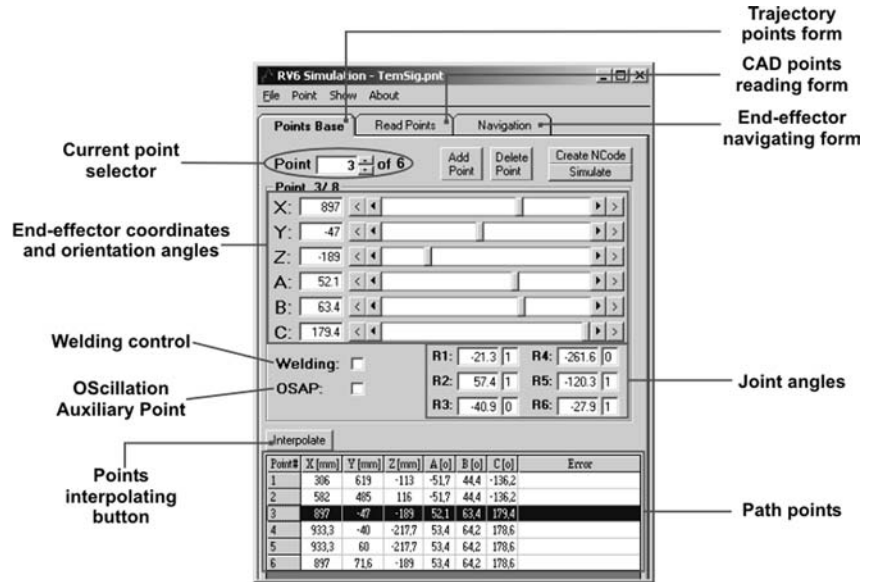 Trajectory
points form
CAD points
reading form
End-effector
navigating form
Current point
selector
End-effector coordinates
and orientation angles
Welding control
OScillation
Auxiliary Point
Points
interpolating
button
Joint angles
Path points
RV6 Simulation - TemSig.pnt
File Point Show About
Points Base Read Points Navigation
Point 3 of 6 Add Point Delete Point Create NCode Simulate
Point 3/ 8
X: 897 < >
Y: -47 < >
Z: -189 < >
A: 52.1 < >
B: 63.4 < >
C: 179.4 < >
Welding:
OSAP:
R1: -21.3 1 R4: -261.6 0
R2: 57.4 1 R5: -120.3 1
R3: -40.9 0 R6: -27.9 1
Interpolate
Point# X [mm] Y [mm] Z [mm] A [o] B [o] C [o] Error
1 306 619 -113 -51,7 44,4 -136,2
2 582 485 116 -51,7 44,4 -136,2
3 897 -47 -189 52,1 63,4 179,4
4 933,3 -40 -217,7 53,4 64,2 178,6
5 933,3 60 -217,7 53,4 64,2 178,6
6 897 71,6 -189 53,4 64,2 178,6